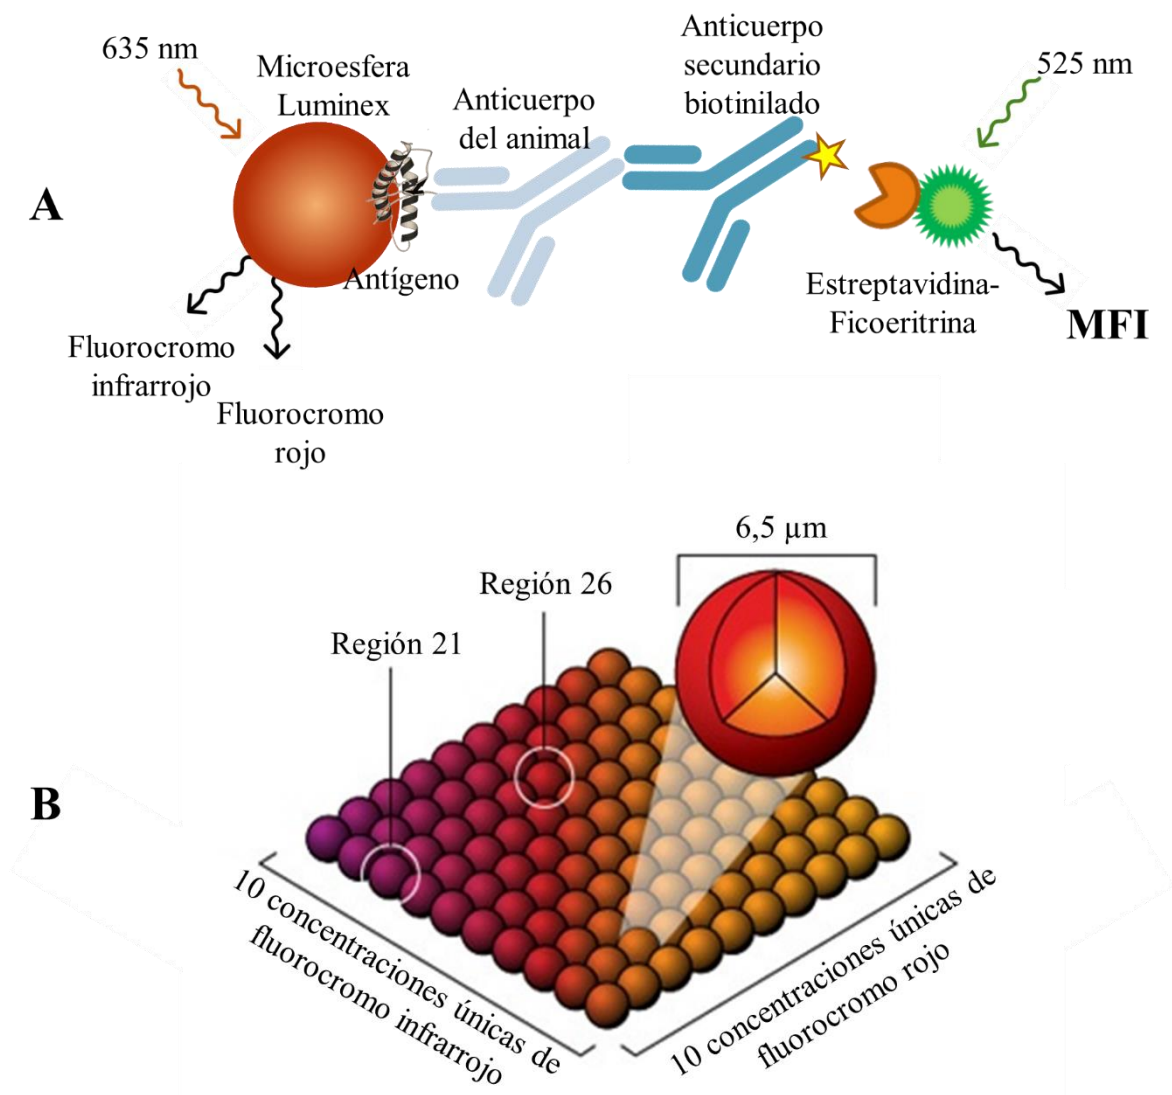 A
635 nm
Microesfera
Luminex
Anticuerpo
del animal
Anticuerpo
secundario
biotinilado
525 nm
Antígeno
Estreptavidina-
Ficoeritrina
MFI
Fluorocromo
infrarrojo
Fluorocromo
rojo
B
6,5 µm
Región 26
Región 21
10 concentraciones únicas de
fluorocromo infrarrojo
10 concentraciones únicas de
fluorocromo rojo